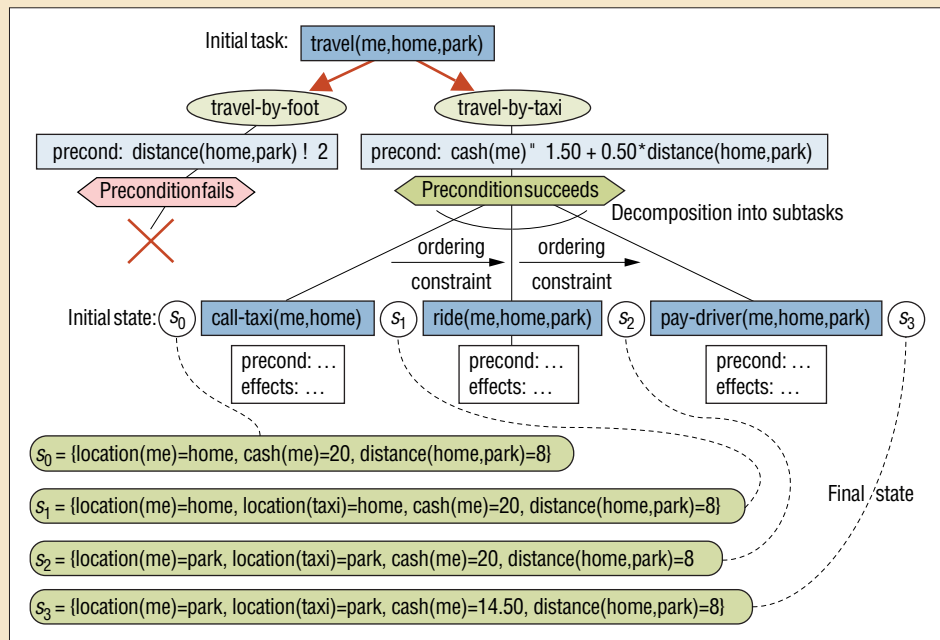 Initial task: travel(me,home,park)
travel-by-foot
travel-by-taxi
precond: distance(home,park) ! 2
precond: cash(me) " 1.50 + 0.50*distance(home,park)
Precondition fails
Precondition succeeds
Decomposition into subtasks
ordering
constraint
ordering
constraint
Initial state: s0 call-taxi(me,home) s1 ride(me,home,park) s2 pay-driver(me,home,park) s3
precond: …
effects: …
precond: …
effects: …
precond: …
effects: …
s0 = {location(me)=home, cash(me)=20, distance(home,park)=8}
s1 = {location(me)=home, location(taxi)=home, cash(me)=20, distance(home,park)=8}
Final state
s2 = {location(me)=park, location(taxi)=park, cash(me)=20, distance(home,park)=8
s3 = {location(me)=park, location(taxi)=park, cash(me)=14.50, distance(home,park)=8}